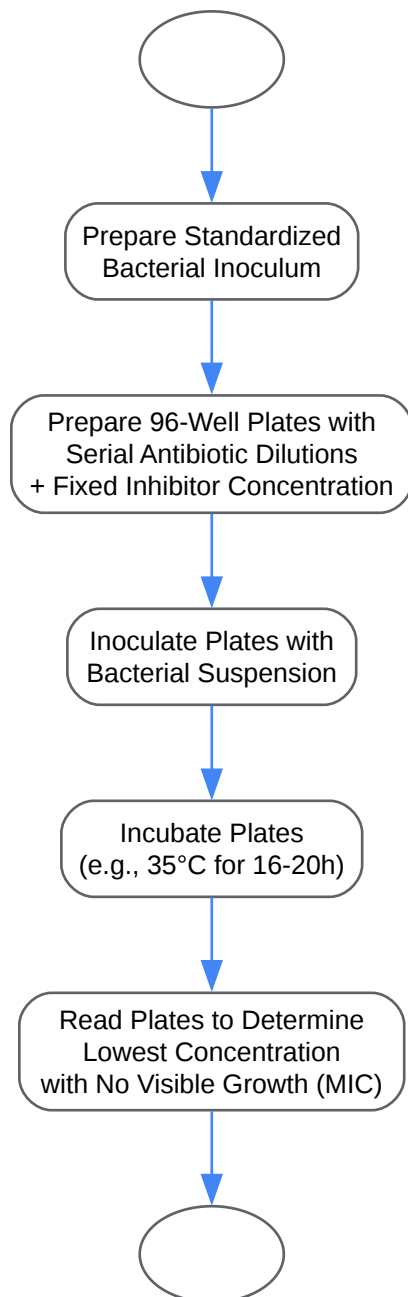 Prepare Standardized
Bacterial Inoculum
Prepare 96-Well Plates with
Serial Antibiotic Dilutions
+ Fixed Inhibitor Concentration
Inoculate Plates with
Bacterial Suspension
Incubate Plates
(e.g., 35°C for 16-20h)
Read Plates to Determine
Lowest Concentration
with No Visible Growth (MIC)